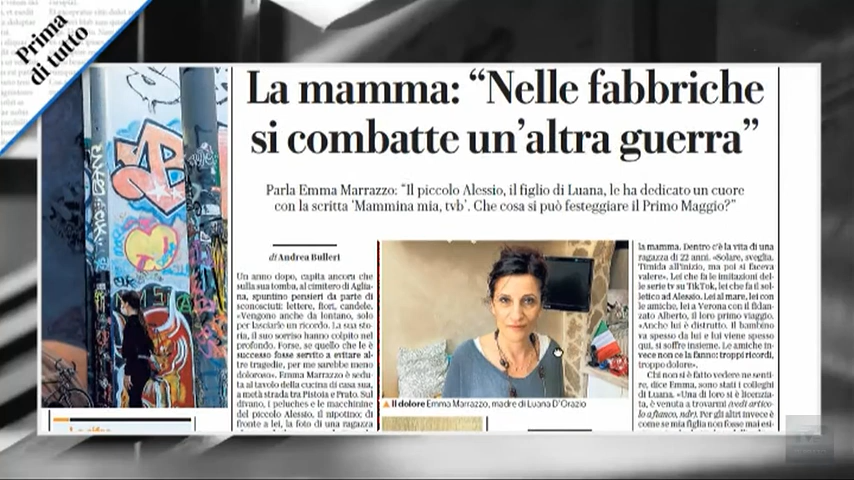 Prima
di tutto
La mamma: “Nelle fabbriche
si combatte un’altra guerra”
Parla Emma Marrazzo: “Il piccolo Alessio, il figlio di Luana, le ha dedicato un cuore
con la scritta ‘Mammina mia, tvb’. Che cosa si può festeggiare il Primo Maggio?”
di Andrea Bulleri
Un anno dopo, capita ancora che
sulla sua tomba, al cimitero di Aglia-
na, spuntino pensieri da parte di
sconosciuti: lettere, fiori, candele.
«Vengono anche da lontano, solo
per lasciarle un ricordo. La sua sto-
ria, il suo sorriso hanno colpito nel
profondo. Forse, se quello che le è
successo fosse servito a evitare al-
tre tragedie, per me sarebbe meno
doloroso». Emma Marrazzo è sedu-
ta al tavolo della cucina di casa sua,
a metà strada tra Pistoia e Prato. Sul
divano, i peluches e le macchinine
del piccolo Alessio, il nipotino; di
fronte a lei, la foto di una ragazza
Il dolore Emma Marrazzo, madre di Luana D’Orazio
la mamma. Dentro c’è la vita di una
ragazza di 22 anni. «Solare, sveglia.
Timida all’inizio, ma poi si faceva
valere». Lei che fa le imitazioni del-
le serie tv su TikTok, lei che fa il sol-
letico ad Alessio. Lei al mare, lei con
le amiche, lei a Verona con il fidan-
zato Alberto, il loro primo viaggio.
«Anche lui è distrutto. Il bambino
va spesso da lui e lui viene spesso
qui, si soffre insieme. Le amiche in-
vece non ce la fanno: troppi ricordi,
troppo dolore».
Chi non si è fatto vedere né senti-
re, dice Emma, sono stati i colleghi
di Luana. «Una di loro si è licenzia-
ta, è venuta a trovarmi (vedi artico-
lo a fianco, ndr). Per gli altri invece è
come se mia figlia non fosse mai esi-